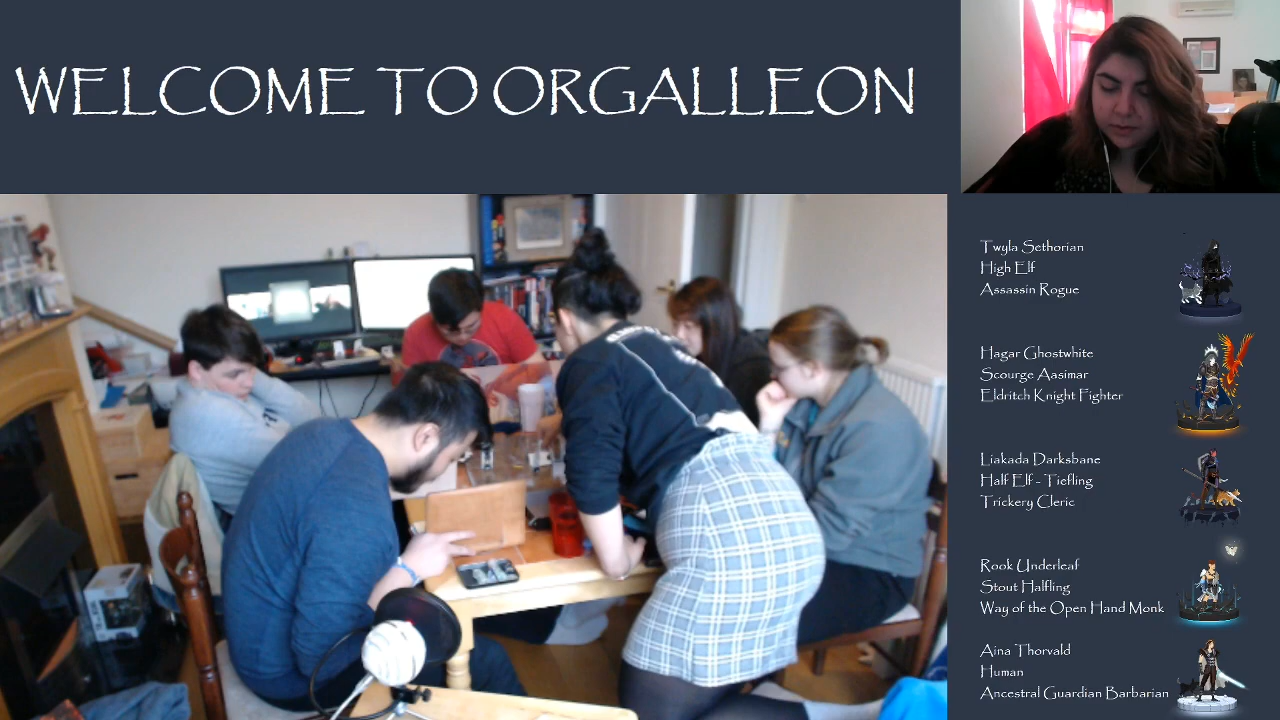 WELCOME TO ORGALLEON
Twyla Sethorian
High Elf
Assassin Rogue
Hagar Ghostwhite
Scourge Aasimar
Eldritch Knight Fighter
Liakada Darksbane
Half Elf - Tiefling
Trickery Cleric
Rook Underleaf
Stout Halfling
Way of the Open Hand Monk
Aina Thorvald
Human
Ancestral Guardian Barbarian